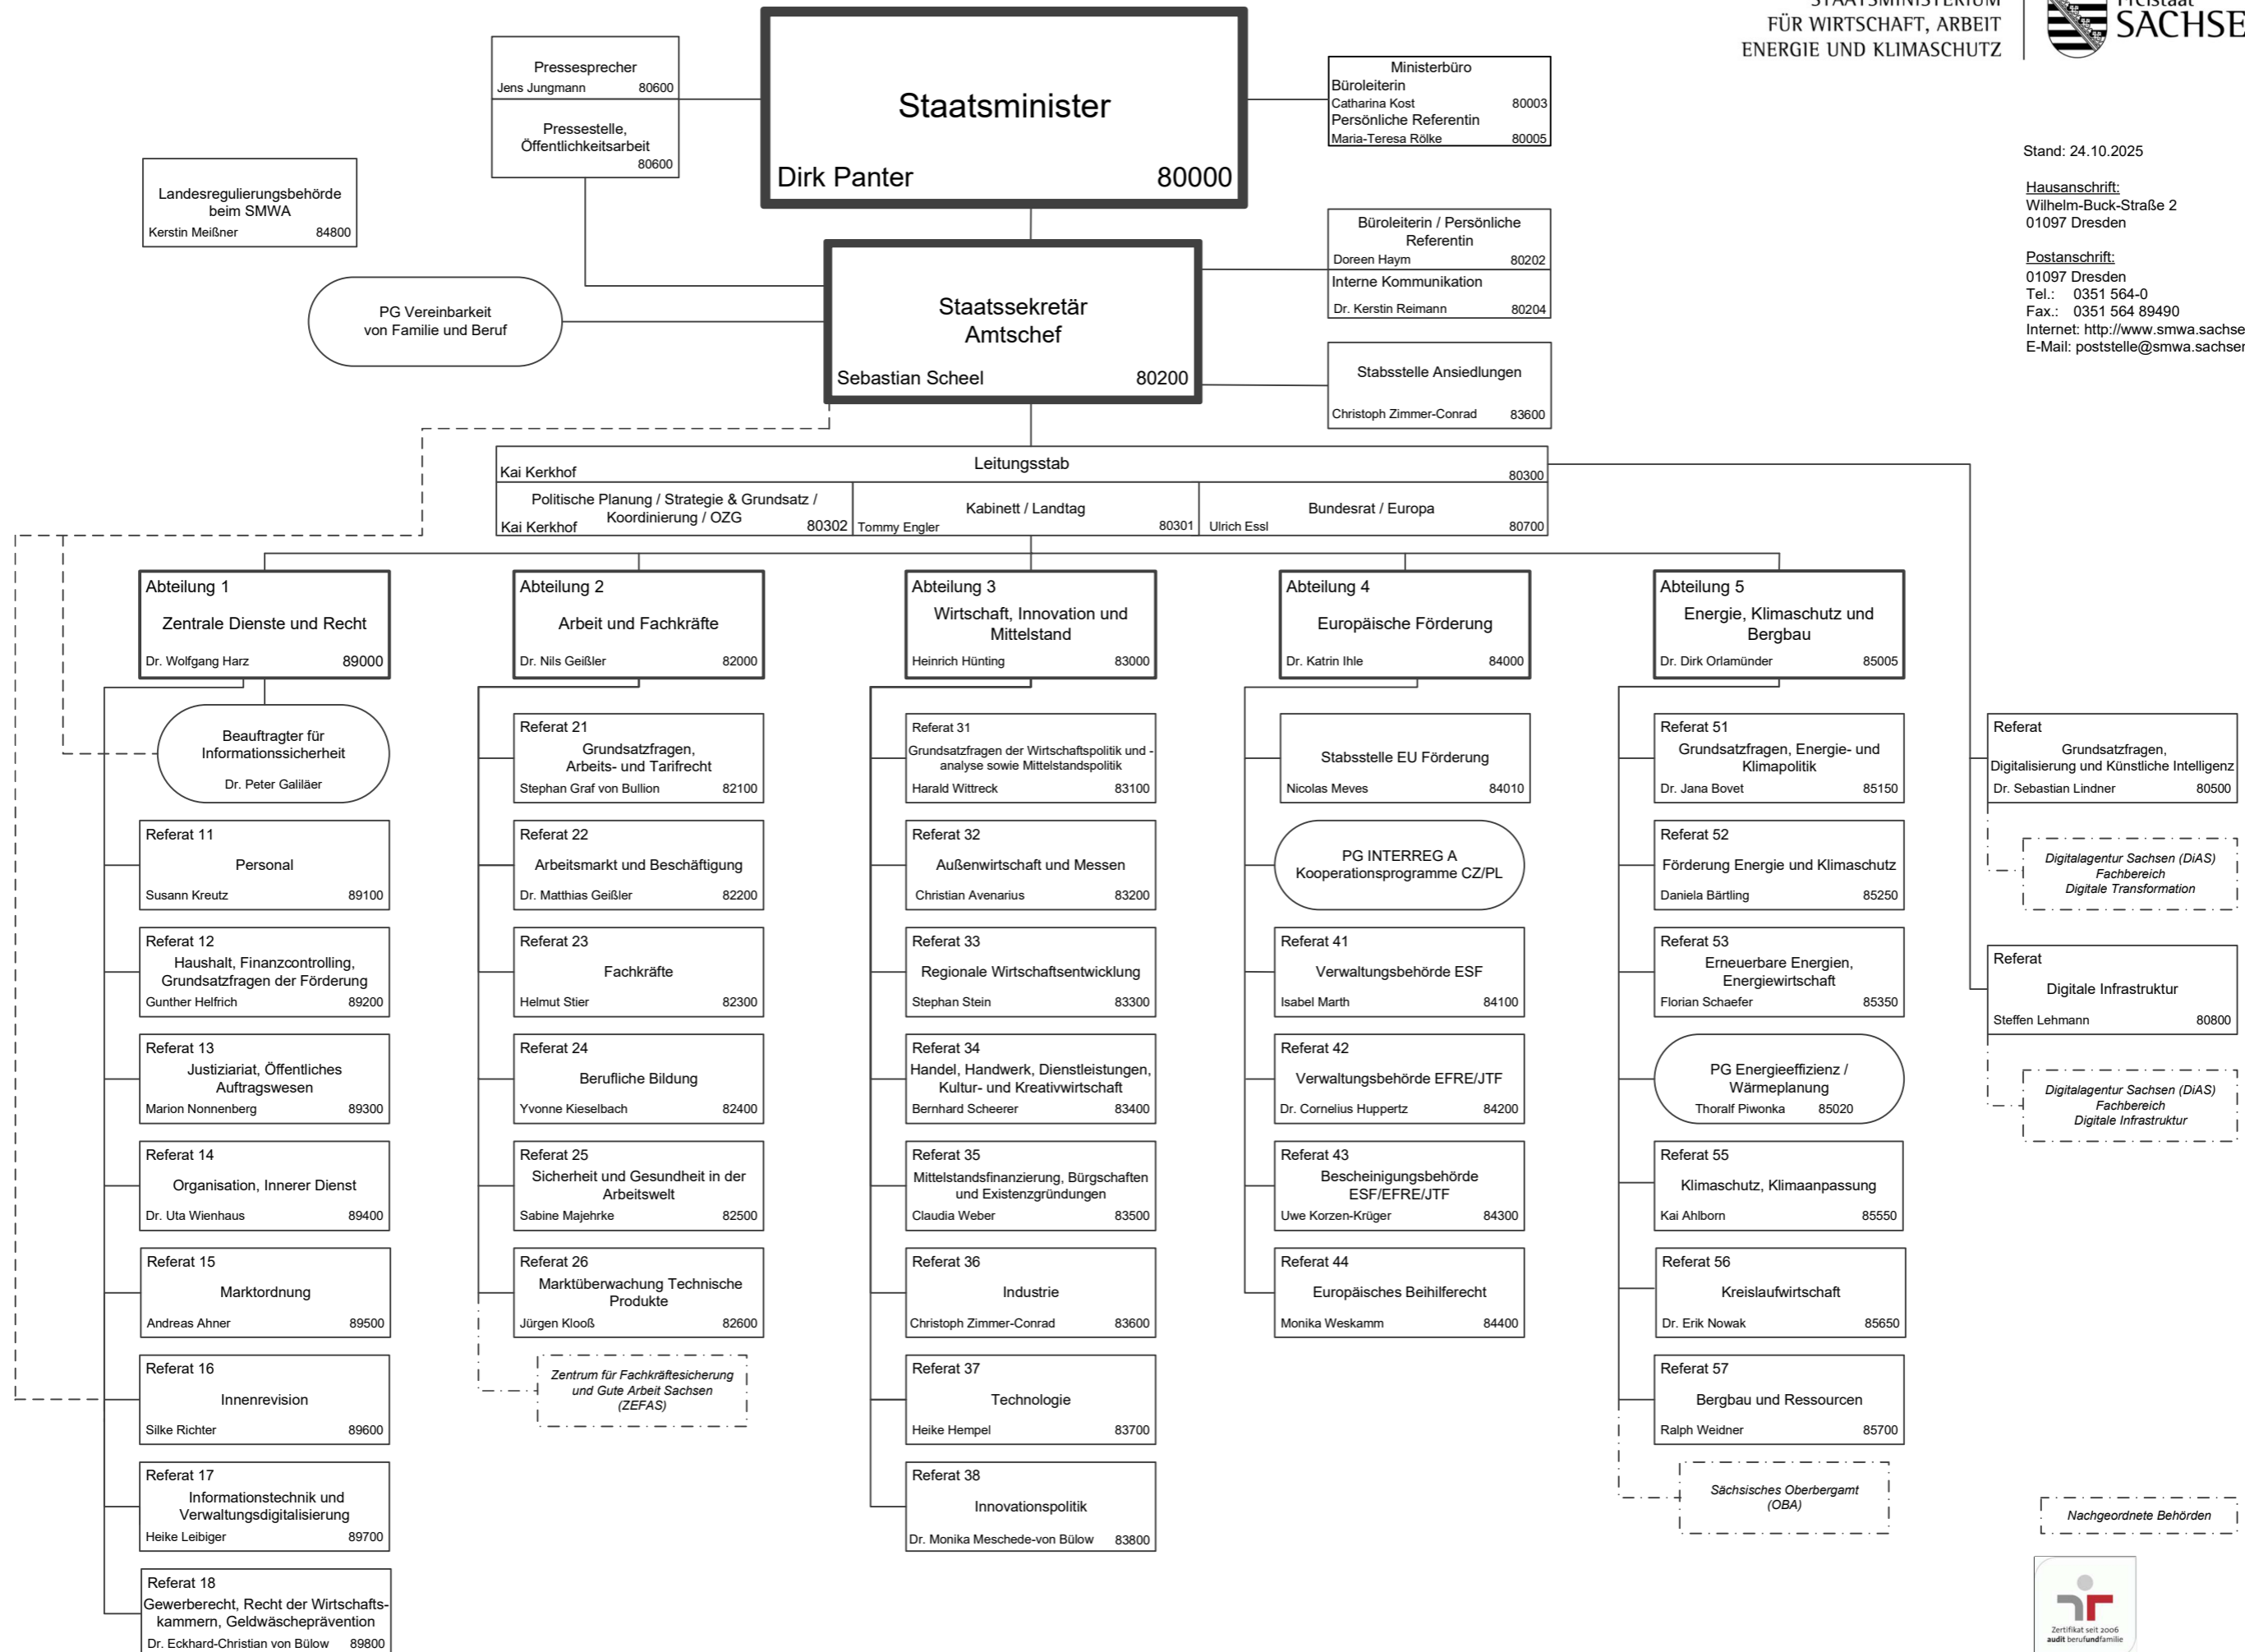 STAATSMINISTERIUM
FÜR WIRTSCHAFT, ARBEIT
ENERGIE UND KLIMASCHUTZ
Freistaat
SACHSE
Pressesprecher
Jens Jungmann 80600
Pressestelle,
Öffentlichkeitsarbeit
80600
Staatsminister
Dirk Panter 80000
Ministerbüro
Büroleiterin
Catharina Kost 80003
Persönliche Referentin
Maria-Teresa Rölke 80005
Stand: 24.10.2025
Hausanschrift:
Wilhelm-Buck-Straße 2
01097 Dresden
Postanschrift:
01097 Dresden
Tel.: 0351 564-0
Fax.: 0351 564 89490
Internet: http://www.smwa.sachse
E-Mail: poststelle@smwa.sachsen
Landesregulierungsbehörde
beim SMWA
Kerstin Meißner 84800
PG Vereinbarkeit
von Familie und Beruf
Staatssekretär
Amtschef
Sebastian Scheel 80200
Büroleiterin / Persönliche
Referentin
Doreen Haym 80202
Interne Kommunikation
Dr. Kerstin Reimann 80204
Stabsstelle Ansiedlungen
Christoph Zimmer-Conrad 83600
Leitungsstab
Kai Kerkhof 80300
Politische Planung / Strategie & Grundsatz /
Koordinierung / OZG
Kai Kerkhof 80302
Kabinett / Landtag
Tommy Engler 80301
Bundesrat / Europa
Ulrich Essl 80700
Abteilung 1
Zentrale Dienste und Recht
Dr. Wolfgang Harz 89000
Beauftragter für
Informationssicherheit
Dr. Peter Galiläer
Referat 11
Personal
Susann Kreutz 89100
Referat 12
Haushalt, Finanzcontrolling,
Grundsatzfragen der Förderung
Gunther Helfrich 89200
Referat 13
Justiziariat, Öffentliches
Auftragswesen
Marion Nonnenberg 89300
Referat 14
Organisation, Innerer Dienst
Dr. Uta Wienhaus 89400
Referat 15
Marktordnung
Andreas Ahner 89500
Referat 16
Innenrevision
Silke Richter 89600
Referat 17
Informationstechnik und
Verwaltungsdigitalisierung
Heike Leibiger 89700
Referat 18
Gewerberecht, Recht der Wirtschafts-
kammern, Geldwäscheprävention
Dr. Eckhard-Christian von Bülow 89800
Abteilung 2
Arbeit und Fachkräfte
Dr. Nils Geißler 82000
Referat 21
Grundsatzfragen,
Arbeits- und Tarifrecht
Stephan Graf von Bullion 82100
Referat 22
Arbeitsmarkt und Beschäftigung
Dr. Matthias Geißler 82200
Referat 23
Fachkräfte
Helmut Stier 82300
Referat 24
Berufliche Bildung
Yvonne Kieselbach 82400
Referat 25
Sicherheit und Gesundheit in der
Arbeitswelt
Sabine Majehrke 82500
Referat 26
Marktüberwachung Technische
Produkte
Jürgen Klooß 82600
Zentrum für Fachkräftesicherung
und Gute Arbeit Sachsen
(ZEFAS)
Abteilung 3
Wirtschaft, Innovation und
Mittelstand
Heinrich Hünting 83000
Referat 31
Grundsatzfragen der Wirtschaftspolitik und -
analyse sowie Mittelstandspolitik
Harald Wittreck 83100
Referat 32
Außenwirtschaft und Messen
Christian Avenarius 83200
Referat 33
Regionale Wirtschaftsentwicklung
Stephan Stein 83300
Referat 34
Handel, Handwerk, Dienstleistungen,
Kultur- und Kreativwirtschaft
Bernhard Scheerer 83400
Referat 35
Mittelstandsfinanzierung, Bürgschaften
und Existenzgründungen
Claudia Weber 83500
Referat 36
Industrie
Christoph Zimmer-Conrad 83600
Referat 37
Technologie
Heike Hempel 83700
Referat 38
Innovationspolitik
Dr. Monika Meschede-von Bülow 83800
Abteilung 4
Europäische Förderung
Dr. Katrin Ihle 84000
Stabsstelle EU Förderung
Nicolas Meves 84010
PG INTERREG A
Kooperationsprogramme CZ/PL
Referat 41
Verwaltungsbehörde ESF
Isabel Marth 84100
Referat 42
Verwaltungsbehörde EFRE/JTF
Dr. Cornelius Huppertz 84200
Referat 43
Bescheinigungsbehörde
ESF/EFRE/JTF
Uwe Korzen-Krüger 84300
Referat 44
Europäisches Beihilferecht
Monika Weskamm 84400
Abteilung 5
Energie, Klimaschutz und
Bergbau
Dr. Dirk Orlamünder 85005
Referat 51
Grundsatzfragen, Energie- und
Klimapolitik
Dr. Jana Bovet 85150
Referat 52
Förderung Energie und Klimaschutz
Daniela Bärtling 85250
Referat 53
Erneuerbare Energien,
Energiewirtschaft
Florian Schaefer 85350
PG Energieeffizienz /
Wärmeplanung
Thoralf Piwonka 85020
Referat 55
Klimaschutz, Klimaanpassung
Kai Ahlborn 85550
Referat 56
Kreislaufwirtschaft
Dr. Erik Nowak 85650
Referat 57
Bergbau und Ressourcen
Ralph Weidner 85700
Sächsisches Oberbergamt
(OBA)
Referat
Grundsatzfragen,
Digitalisierung und Künstliche Intelligenz
Dr. Sebastian Lindner 80500
Digitalagentur Sachsen (DiAS)
Fachbereich
Digitale Transformation
Referat
Digitale Infrastruktur
Steffen Lehmann 80800
Digitalagentur Sachsen (DiAS)
Fachbereich
Digitale Infrastruktur
Nachgeordnete Behörden
Zertifikat seit 2006
audit berufundfamilie